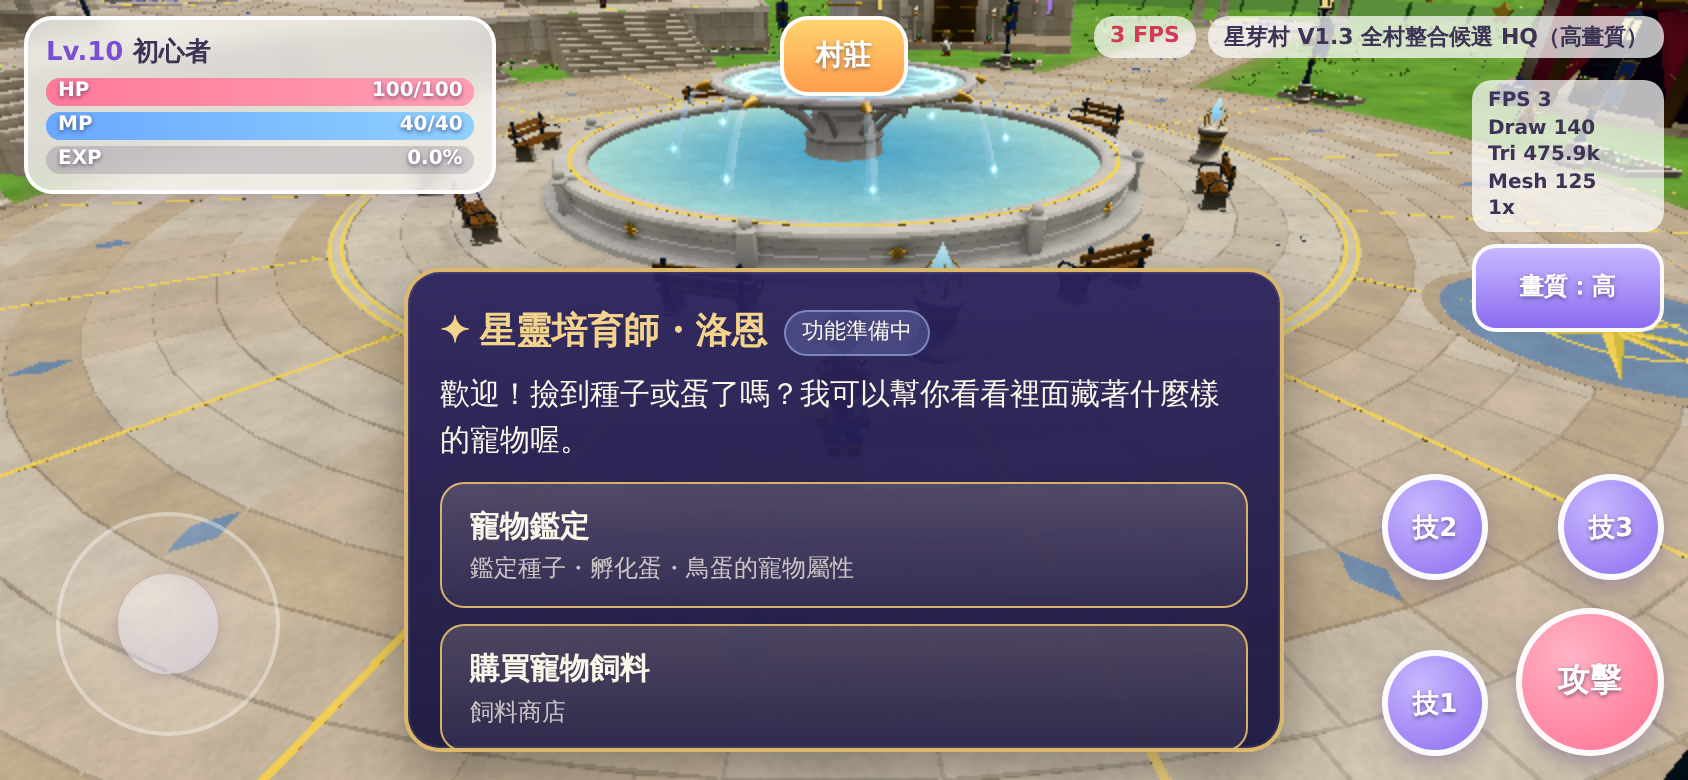 Lv.10 初心者
HP 100/100
MP 40/40
EXP 0.0%
村莊
3 FPS
星芽村 V1.3 全村整合候選 HQ（高畫質）
FPS 3
Draw 140
Tri 475.9k
Mesh 125
1x
畫質：高
✦ 星靈培育師・洛恩 功能準備中
歡迎！撿到種子或蛋了嗎？我可以幫你看看裡面藏著什麼樣
的寵物喔。
寵物鑑定
鑑定種子・孵化蛋・鳥蛋的寵物屬性
購買寵物飼料
飼料商店
技2
技3
技1
攻擊